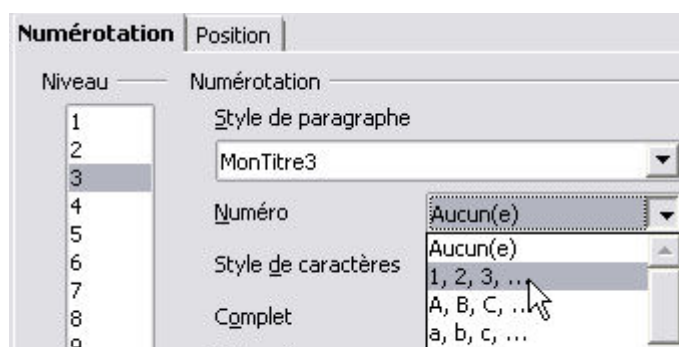 Numérotation Position
Niveau Numérotation
1
2
3
4
5
6
7
8
9
Style de paragraphe
MonTitre3
Numéro Aucun(e)
Aucun(e)
1, 2, 3, ...
A, B, C, ...
a, b, c, ...
Style de caractères
Complet